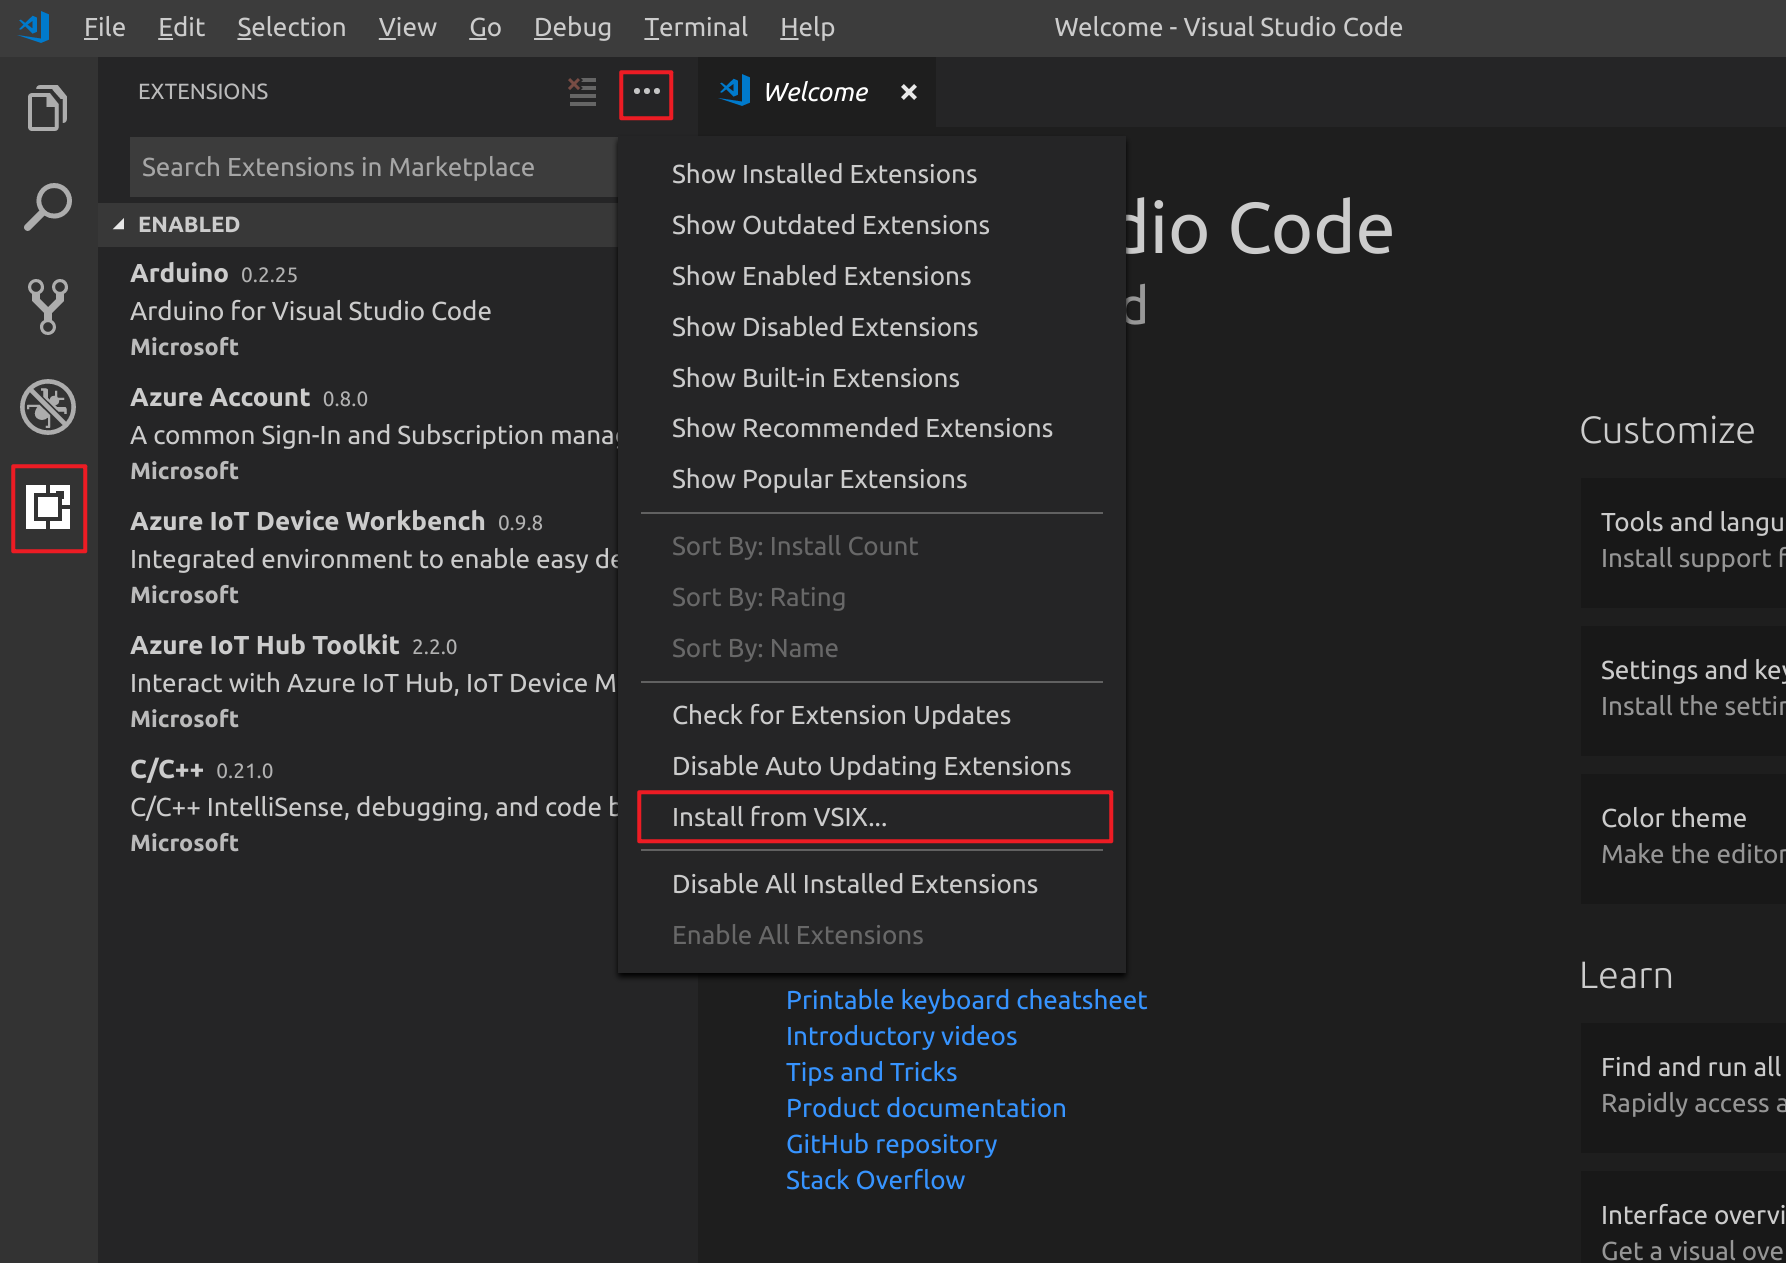 File Edit Selection View Go Debug Terminal Help
Welcome - Visual Studio Code
EXTENSIONS
Search Extensions in Marketplace
ENABLED
Arduino 0.2.25
Arduino for Visual Studio Code
Microsoft
Azure Account 0.8.0
A common Sign-In and Subscription mana
Microsoft
Azure IoT Device Workbench 0.9.8
Integrated environment to enable easy de
Microsoft
Azure IoT Hub Toolkit 2.2.0
Interact with Azure IoT Hub, IoT Device M
Microsoft
C/C++ 0.21.0
C/C++ IntelliSense, debugging, and code b
Microsoft
Welcome
Show Installed Extensions
Show Outdated Extensions
Show Enabled Extensions
Show Disabled Extensions
Show Built-in Extensions
Show Recommended Extensions
Show Popular Extensions
Sort By: Install Count
Sort By: Rating
Sort By: Name
Check for Extension Updates
Disable Auto Updating Extensions
Install from VSIX...
Disable All Installed Extensions
Enable All Extensions
dio Code
d
Printable keyboard cheatsheet
Introductory videos
Tips and Tricks
Product documentation
GitHub repository
Stack Overflow
Customize
Tools and langu
Install support f
Settings and key
Install the settin
Color theme
Make the editor
Learn
Find and run all
Rapidly access a
Interface overvi
Get a visual ove